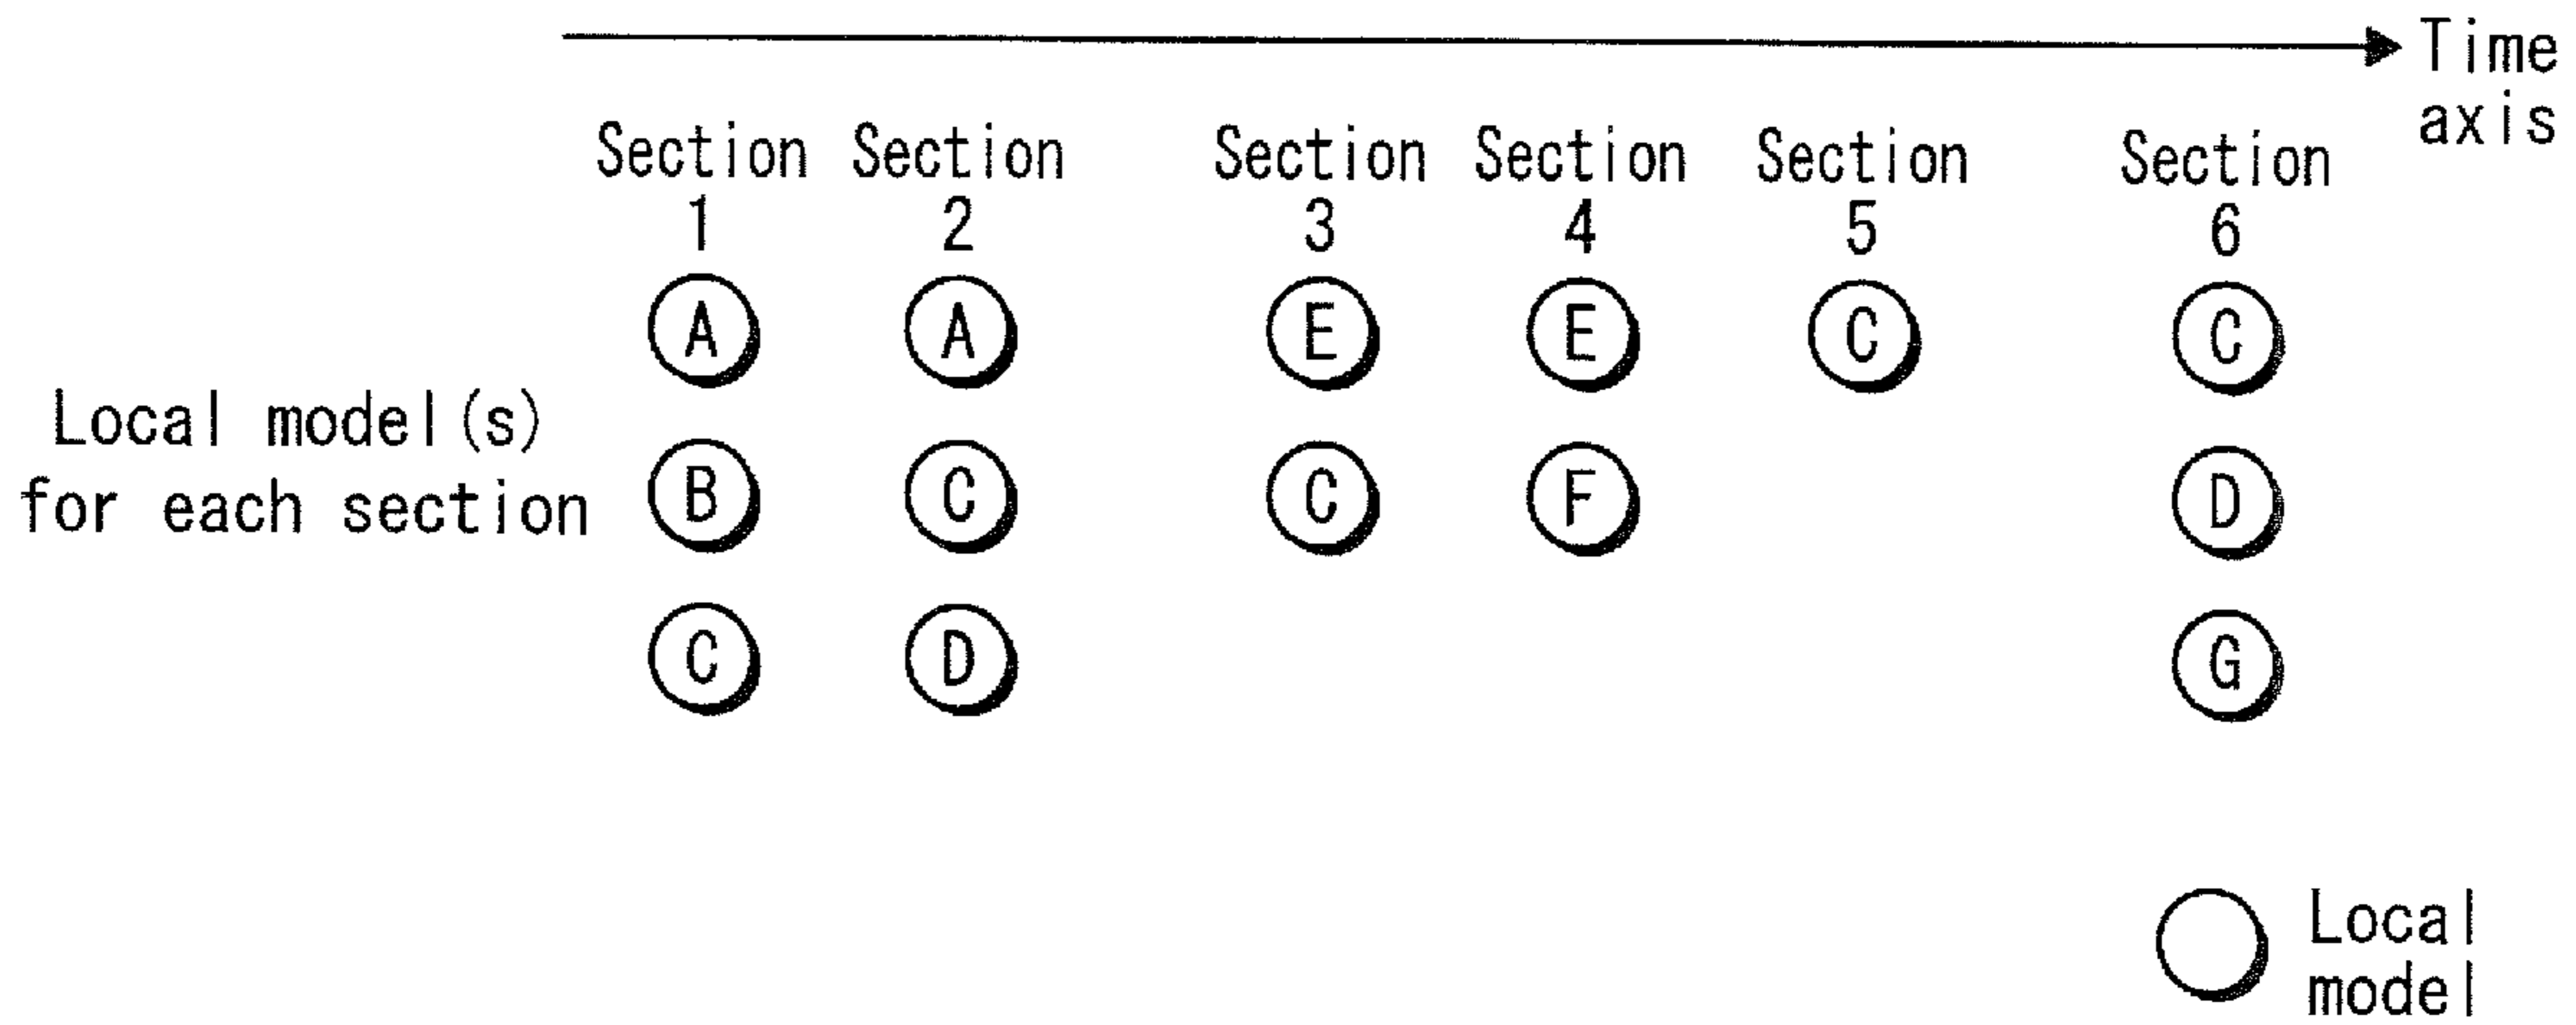 Time
axis
Section Section Section Section Section Section
1 2 3 4 5 6
A A E E C C
Local model(s)
for each section
B C C F D
C D G
Local
model